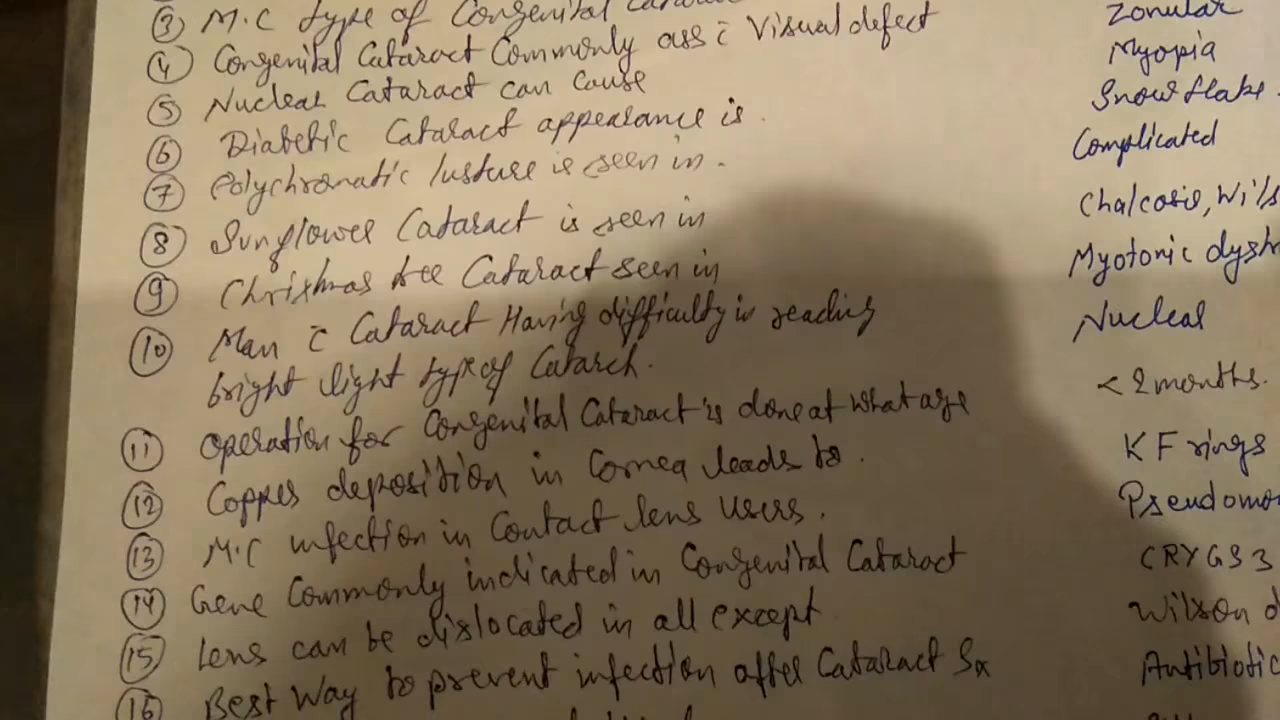 ③ M.C type of Congenital
④ Congenital Cataract Commonly ass c̄ Visual defect Zonular
⑤ Nuclear Cataract can cause Myopia
⑥ Diabetic Cataract appearance is. Snow flake
⑦ Polychromatic lusture is seen in. Complicated
⑧ Sunflower Cataract is seen in Chalcosis, Wils
⑨ Christmas tree Cataract seen in Myotonic dyst
⑩ Man c̄ Cataract Having difficulty in reading Nuclear
bright light type of Catarct.
⑪ Operation for Congenital Cataract is done at what age < 2 months.
⑫ Copper deposition in Cornea leads to. KF rings
⑬ M.C infection in Contact lens users. Pseudomon
⑭ Gene Commonly indicated in Congenital Cataract CRYGS3
⑮ Lens can be dislocated in all except Wilson d
⑯ Best Way to prevent infection after Cataract Sx Antibiotic